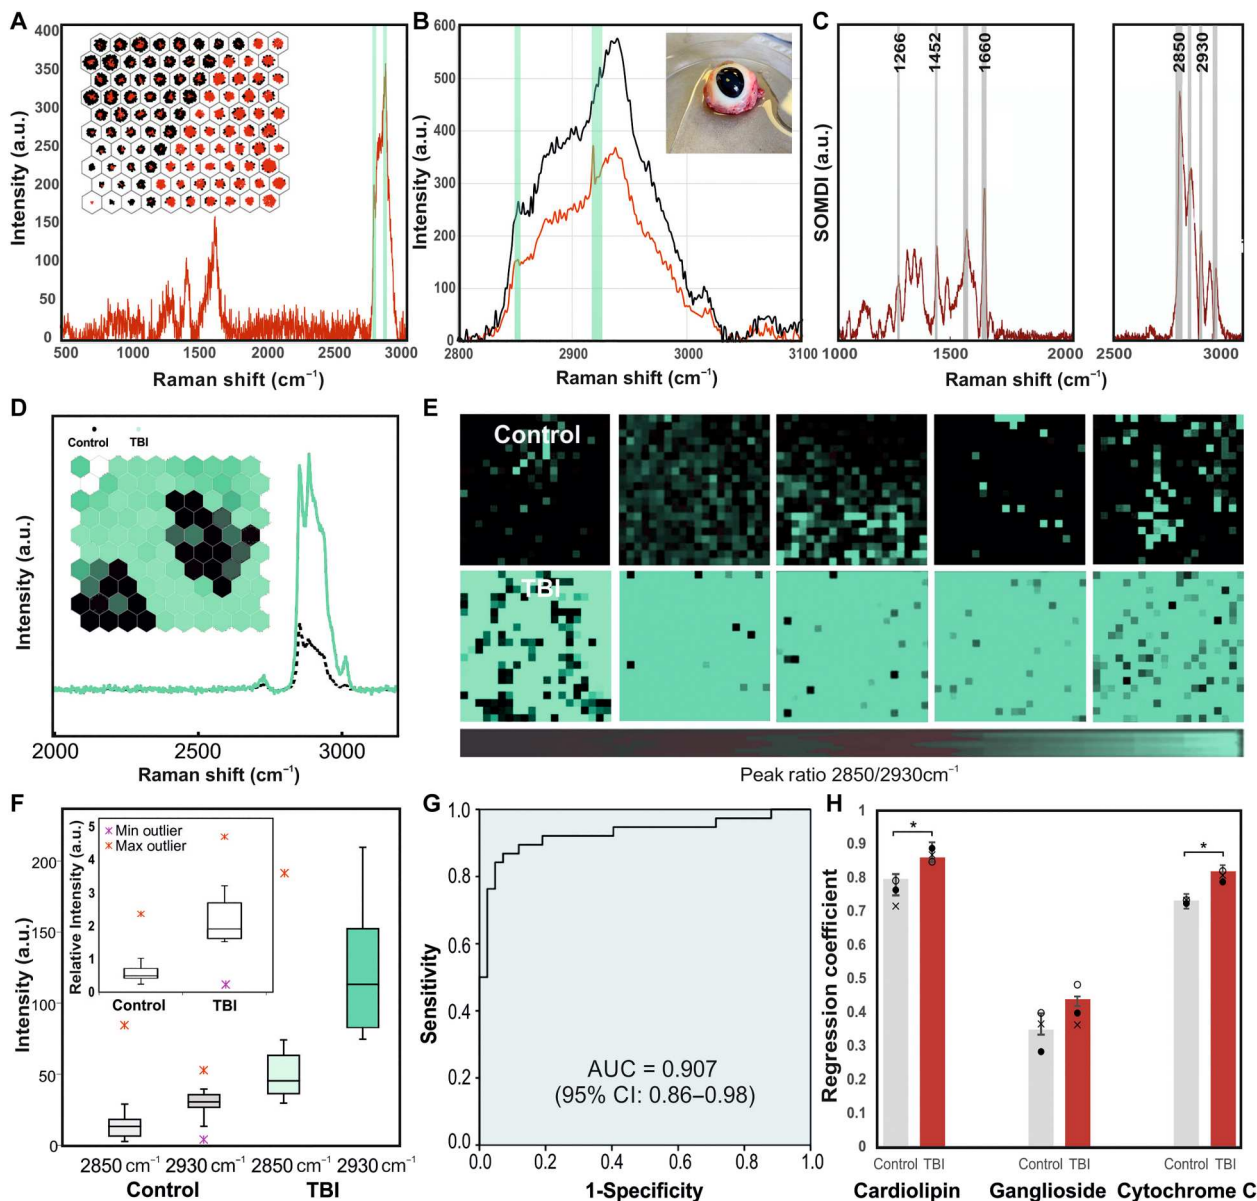 A
400
350
300
250
200
150
100
50
0
Intensity (a.u.)
500
1000
1500
2000
2500
3000
Raman shift (cm⁻¹)
B
600
500
400
300
200
100
0
Intensity (a.u.)
2800
2900
3000
3100
Raman shift (cm⁻¹)
C
1266
1452
1660
2850
2930
SOMDI (a.u.)
1000
1500
2000
2500
3000
Raman shift (cm⁻¹)
D
Control
TBI
Intensity (a.u.)
2000
2500
3000
Raman shift (cm⁻¹)
E
Control
TBI
Peak ratio 2850/2930cm⁻¹
F
Intensity (a.u.)
200
150
100
50
0
Relative Intensity (a.u.)
5
4
3
2
1
0
Min outlier
Max outlier
Control
TBI
2850 cm⁻¹
2930 cm⁻¹
2850 cm⁻¹
2930 cm⁻¹
Control
TBI
G
Sensitivity
1.0
0.8
0.6
0.4
0.2
0.0
AUC = 0.907
(95% CI: 0.86–0.98)
0.0
0.2
0.4
0.6
0.8
1.0
1-Specificity
H
Regression coefficient
1
0.9
0.8
0.7
0.6
0.5
0.4
0.3
0.2
0.1
0
*
*
Control TBI
Control TBI
Control TBI
Cardiolipin
Ganglioside
Cytochrome C